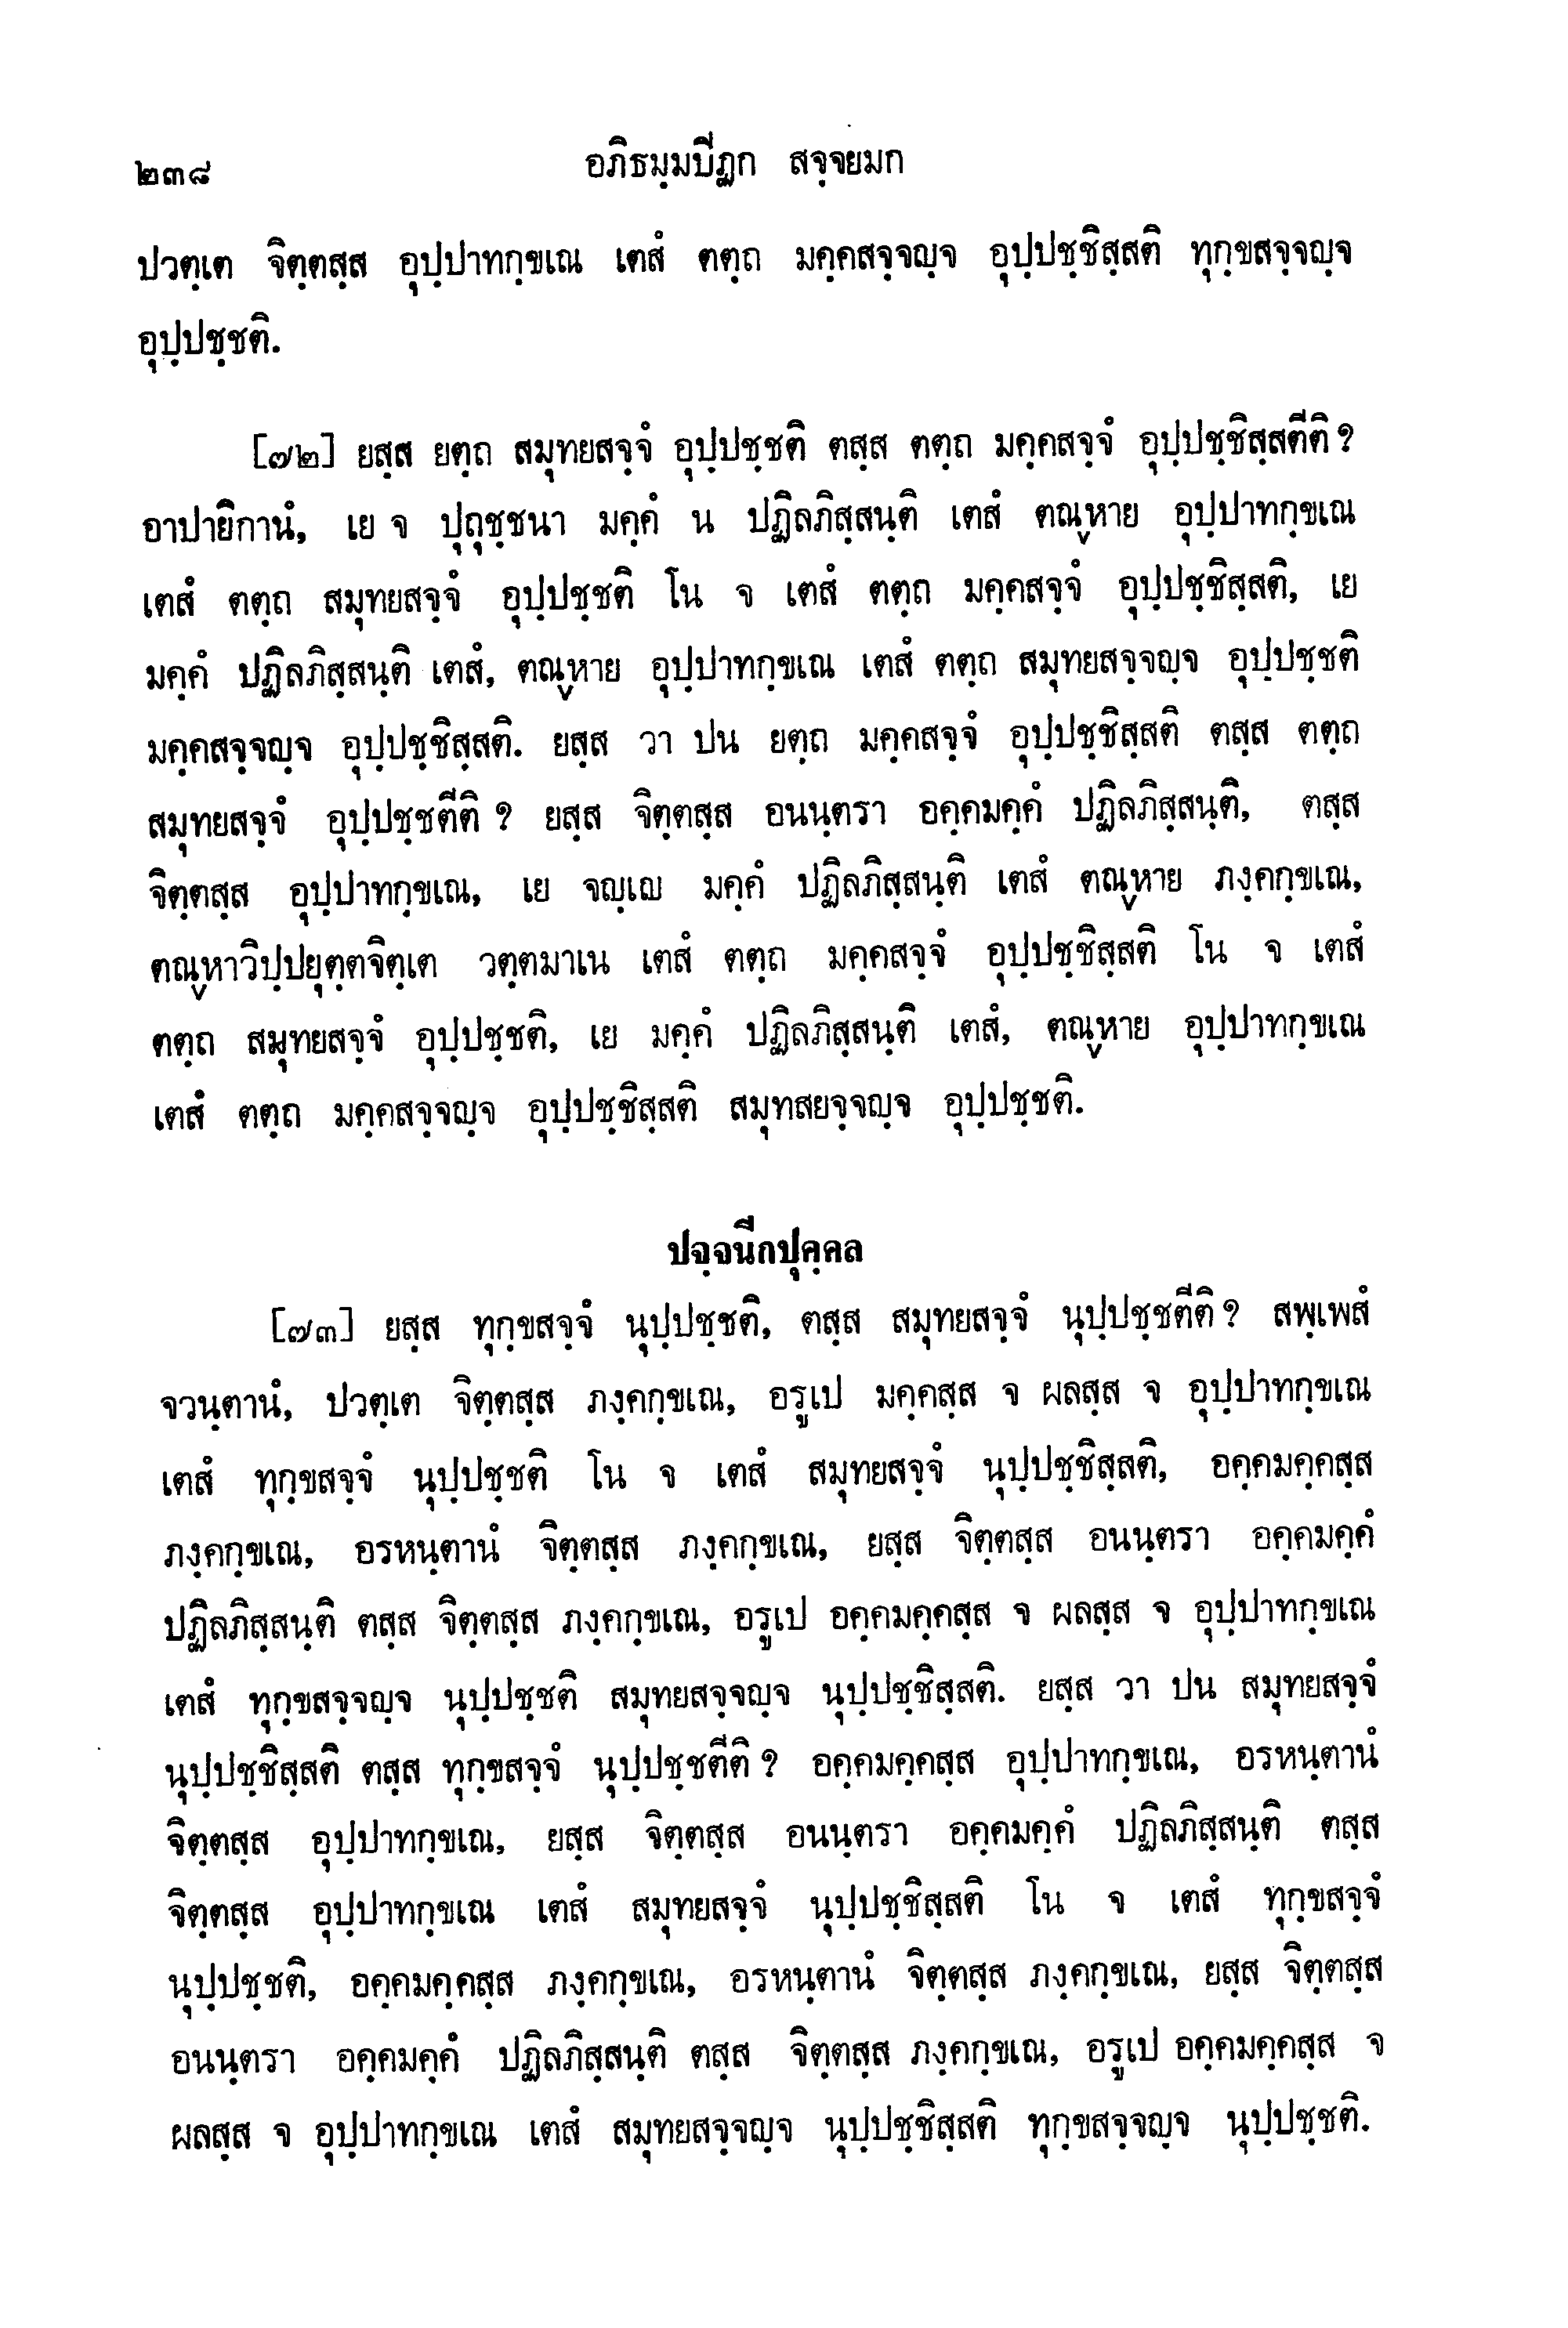 ๒๓๘ อภิธมฺมปีฏก สจฺจยมก
ปวตฺเต จิตฺตสฺส อุปฺปาทกฺขเณ เตสํ ตตฺถ มคฺคสจฺจญฺจ อุปฺปชฺชิสฺสติ ทุกฺขสจฺจญฺจ
อุปฺปชฺชติ.
[๗๒] ยสฺส ยตฺถ สมุทยสจฺจํ อุปฺปชฺชติ ตสฺส ตตฺถ มคฺคสจฺจํ อุปฺปชฺชิสฺสตีติ ?
อาปายิกานํ, เย จ ปุถุชฺชนา มคฺคํ น ปฏิลภิสฺสนฺติ เตสํ ตณฺหาย อุปฺปาทกฺขเณ
เตสํ ตตฺถ สมุทยสจฺจํ อุปฺปชฺชติ โน จ เตสํ ตตฺถ มคฺคสจฺจํ อุปฺปชฺชิสฺสติ, เย
มคฺคํ ปฏิลภิสฺสนฺติ เตสํ, ตณฺหาย อุปฺปาทกฺขเณ เตสํ ตตฺถ สมุทยสจฺจญฺจ อุปฺปชฺชติ
มคฺคสจฺจญฺจ อุปฺปชฺชิสฺสติ. ยสฺส วา ปน ยตฺถ มคฺคสจฺจํ อุปฺปชฺชิสฺสติ ตสฺส ตตฺถ
สมุทยสจฺจํ อุปฺปชฺชตีติ ? ยสฺส จิตฺตสฺส อนนฺตรา อคฺคมคฺคํ ปฏิลภิสฺสนฺติ, ตสฺส
จิตฺตสฺส อุปฺปาทกฺขเณ, เย จญฺเญ มคฺคํ ปฏิลภิสฺสนฺติ เตสํ ตณฺหาย ภงฺคกฺขเณ,
ตณฺหาวิปฺปยุตฺตจิตฺเต วตฺตมาเน เตสํ ตตฺถ มคฺคสจฺจํ อุปฺปชฺชิสฺสติ โน จ เตสํ
ตตฺถ สมุทยสจฺจํ อุปฺปชฺชติ, เย มคฺคํ ปฏิลภิสฺสนฺติ เตสํ, ตณฺหาย อุปฺปาทกฺขเณ
เตสํ ตตฺถ มคฺคสจฺจญฺจ อุปฺปชฺชิสฺสติ สมุทสยจฺจญฺจ อุปฺปชฺชติ.
ปจฺจนีกปุคฺคล
[๗๓] ยสฺส ทุกฺขสจฺจํ นุปฺปชฺชติ, ตสฺส สมุทยสจฺจํ นุปฺปชฺชตีติ ? สพฺเพสํ
จวนฺตานํ, ปวตฺเต จิตฺตสฺส ภงฺคกฺขเณ, อรูเป มคฺคสฺส จ ผลสฺส จ อุปฺปาทกฺขเณ
เตสํ ทุกฺขสจฺจํ นุปฺปชฺชติ โน จ เตสํ สมุทยสจฺจํ นุปฺปชฺชิสฺสติ, อคฺคมคฺคสฺส
ภงฺคกฺขเณ, อรหนฺตานํ จิตฺตสฺส ภงฺคกฺขเณ, ยสฺส จิตฺตสฺส อนนฺตรา อคฺคมคฺคํ
ปฏิลภิสฺสนฺติ ตสฺส จิตฺตสฺส ภงฺคกฺขเณ, อรูเป อคฺคมคฺคสฺส จ ผลสฺส จ อุปฺปาทกฺขเณ
เตสํ ทุกฺขสจฺจญฺจ นุปฺปชฺชติ สมุทยสจฺจญฺจ นุปฺปชฺชิสฺสติ. ยสฺส วา ปน สมุทยสจฺจํ
นุปฺปชฺชิสฺสติ ตสฺส ทุกฺขสจฺจํ นุปฺปชฺชตีติ ? อคฺคมคฺคสฺส อุปฺปาทกฺขเณ, อรหนฺตานํ
จิตฺตสฺส อุปฺปาทกฺขเณ, ยสฺส จิตฺตสฺส อนนฺตรา อคฺคมคฺคํ ปฏิลภิสฺสนฺติ ตสฺส
จิตฺตสฺส อุปฺปาทกฺขเณ เตสํ สมุทยสจฺจํ นุปฺปชฺชิสฺสติ โน จ เตสํ ทุกฺขสจฺจํ
นุปฺปชฺชติ, อคฺคมคฺคสฺส ภงฺคกฺขเณ, อรหนฺตานํ จิตฺตสฺส ภงฺคกฺขเณ, ยสฺส จิตฺตสฺส
อนนฺตรา อคฺคมคฺคํ ปฏิลภิสฺสนฺติ ตสฺส จิตฺตสฺส ภงฺคกฺขเณ, อรูเป อคฺคมคฺคสฺส จ
ผลสฺส จ อุปฺปาทกฺขเณ เตสํ สมุทยสจฺจญฺจ นุปฺปชฺชิสฺสติ ทุกฺขสจฺจญฺจ นุปฺปชฺชติ.